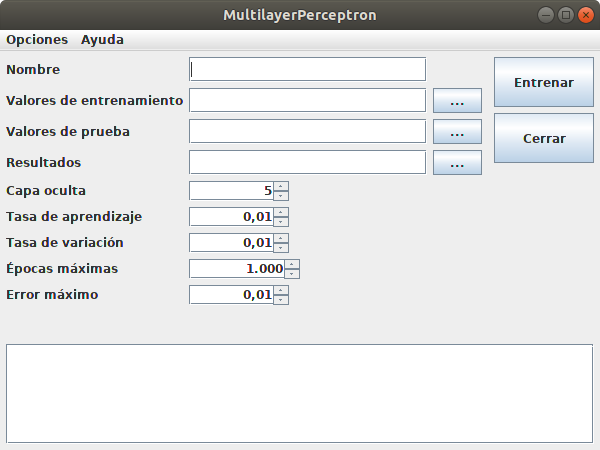 MultilayerPerceptron
Opciones Ayuda
Nombre
Entrenar
Valores de entrenamiento ...
Valores de prueba ...
Cerrar
Resultados ...
Capa oculta 5
Tasa de aprendizaje 0,01
Tasa de variación 0,01
Épocas máximas 1.000
Error máximo 0,01